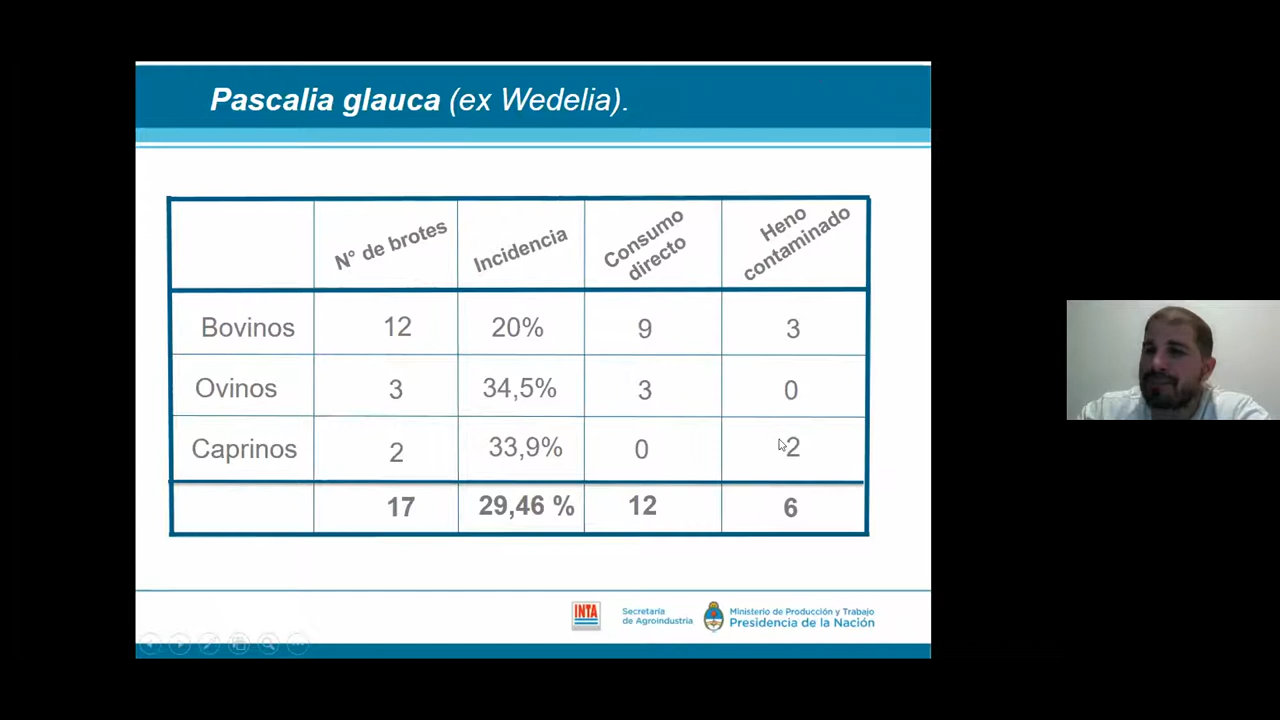 Pascalia glauca (ex Wedelia).
N° de brotes
Incidencia
Consumo
directo
Heno
contaminado
Bovinos 12 20% 9 3
Ovinos 3 34,5% 3 0
Caprinos 2 33,9% 0 2
17 29,46 % 12 6
INTA
Secretaría
de Agroindustria
Ministerio de Producción y Trabajo
Presidencia de la Nación